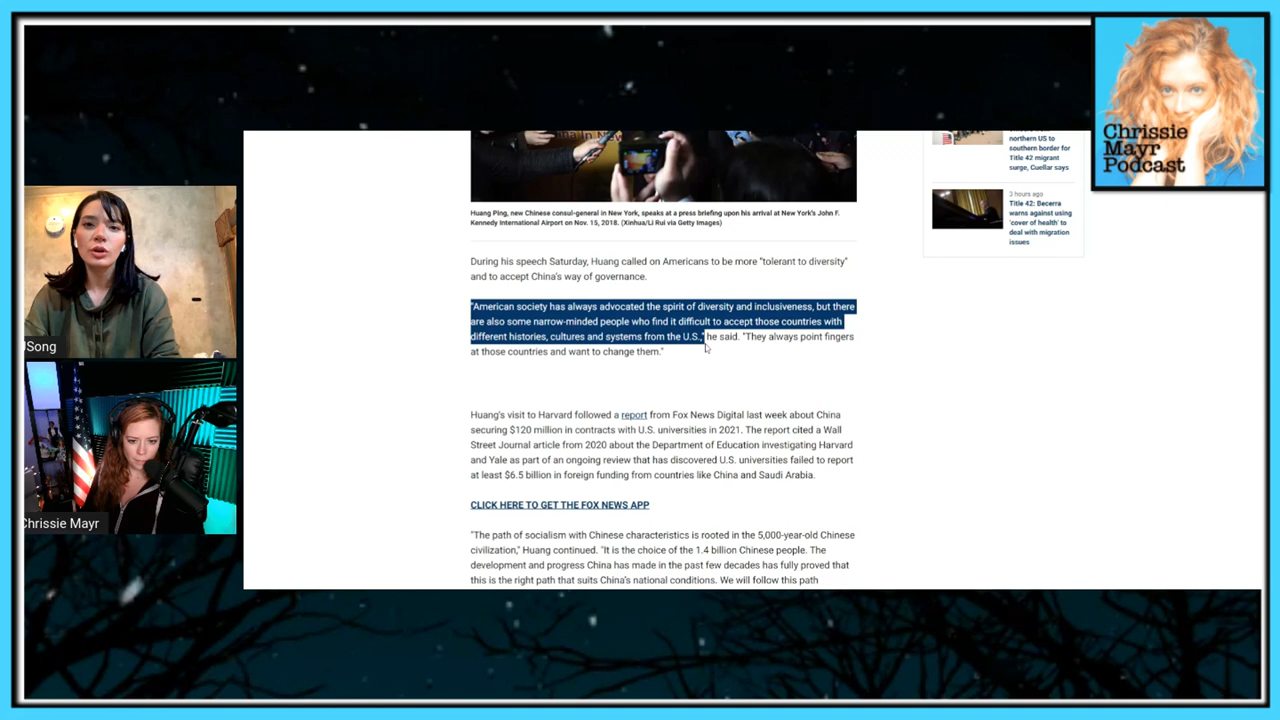 Chrissie
Mayr
Podcast
northern US to
southern border for
Title 42 migrant
surge, Cuellar says
3 hours ago
Title 42: Becerra
warns against using
'cover of health' to
deal with migration
issues
Huang Ping, new Chinese consul-general in New York, speaks at a press briefing upon his arrival at New York's John F.
Kennedy International Airport on Nov. 15, 2018. (Xinhua/Li Rui via Getty Images)
During his speech Saturday, Huang called on Americans to be more "tolerant to diversity"
and to accept China's way of governance.
"American society has always advocated the spirit of diversity and inclusiveness, but there
are also some narrow-minded people who find it difficult to accept those countries with
different histories, cultures and systems from the U.S.," he said. "They always point fingers
at those countries and want to change them."
Huang's visit to Harvard followed a report from Fox News Digital last week about China
securing $120 million in contracts with U.S. universities in 2021. The report cited a Wall
Street Journal article from 2020 about the Department of Education investigating Harvard
and Yale as part of an ongoing review that has discovered U.S. universities failed to report
at least $6.5 billion in foreign funding from countries like China and Saudi Arabia.
CLICK HERE TO GET THE FOX NEWS APP
"The path of socialism with Chinese characteristics is rooted in the 5,000-year-old Chinese
civilization," Huang continued. "It is the choice of the 1.4 billion Chinese people. The
development and progress China has made in the past few decades has fully proved that
this is the right path that suits China's national conditions. We will follow this path
JSong
Chrissie Mayr